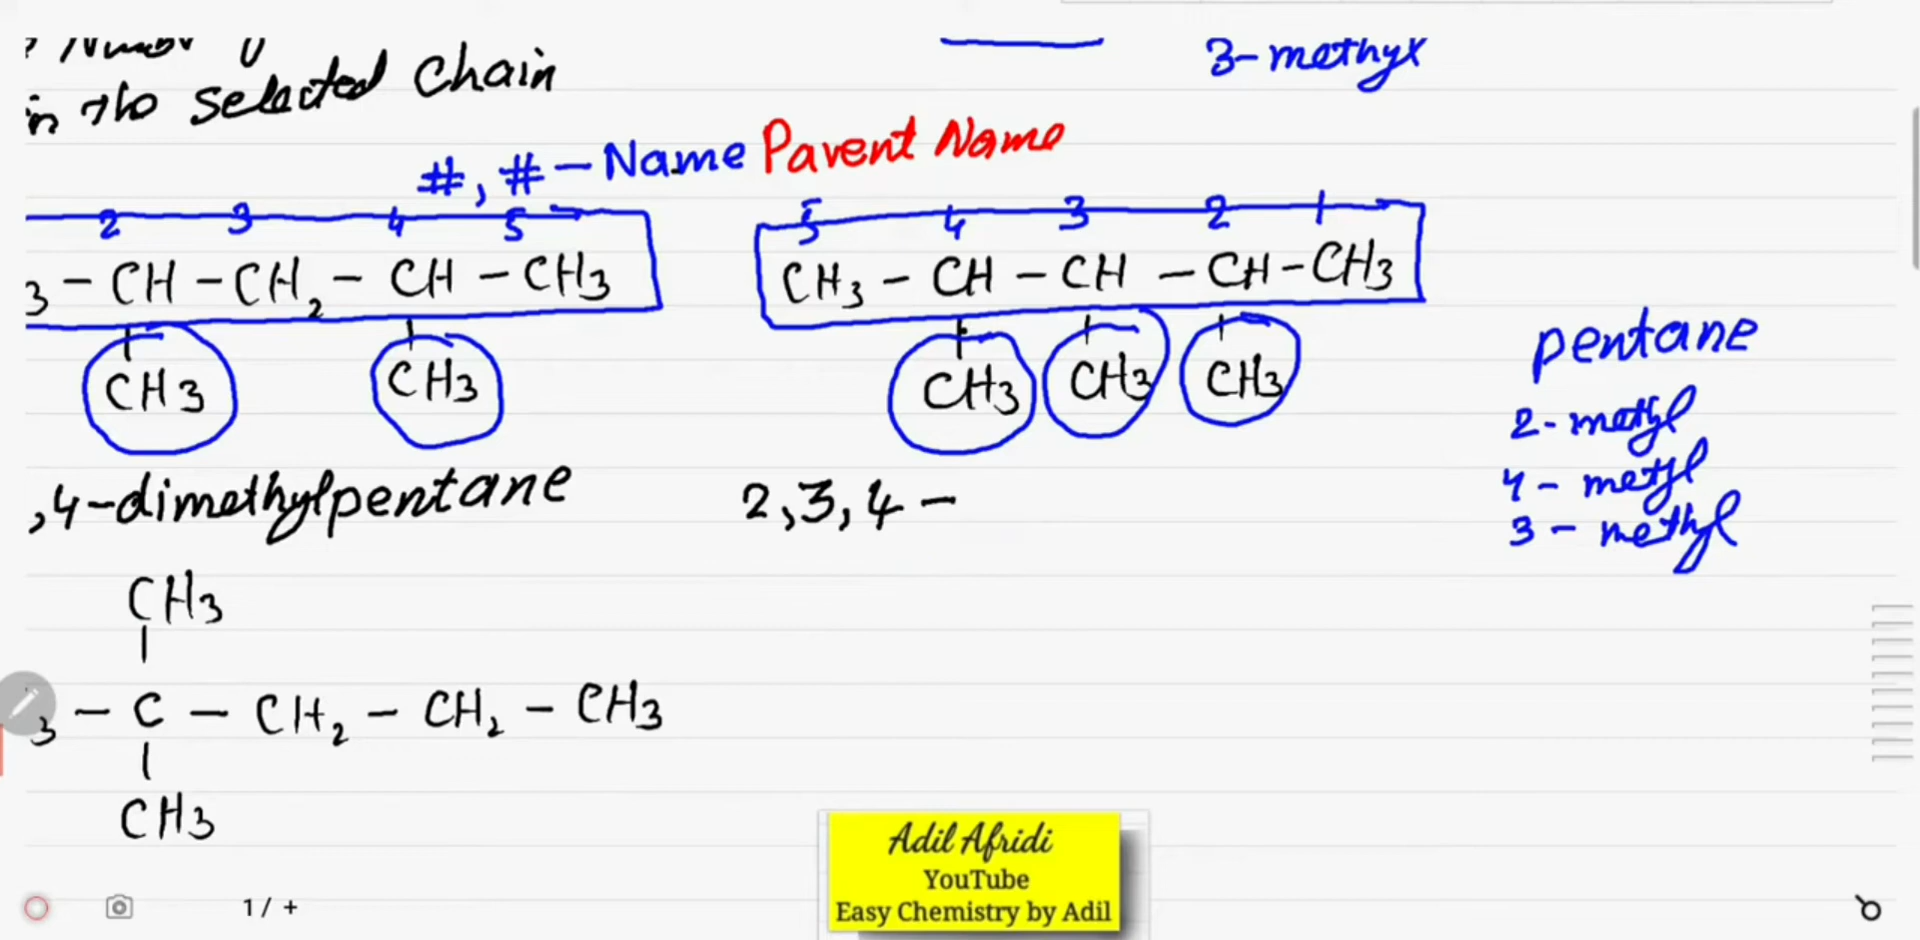 in the selected chain
3-methyl
#, # - Name Parent Name
2 3 4 5
5 4 3 2 1
3 - CH - CH2 - CH - CH3
CH3 - CH - CH - CH - CH3
CH3 CH3
CH3 CH3 CH3
pentane
2-methyl
4-methyl
3-methyl
,4-dimethylpentane
2,3,4-
CH3
3 - C - CH2 - CH2 - CH3
CH3
Adil Afridi
YouTube
Easy Chemistry by Adil
1 / +